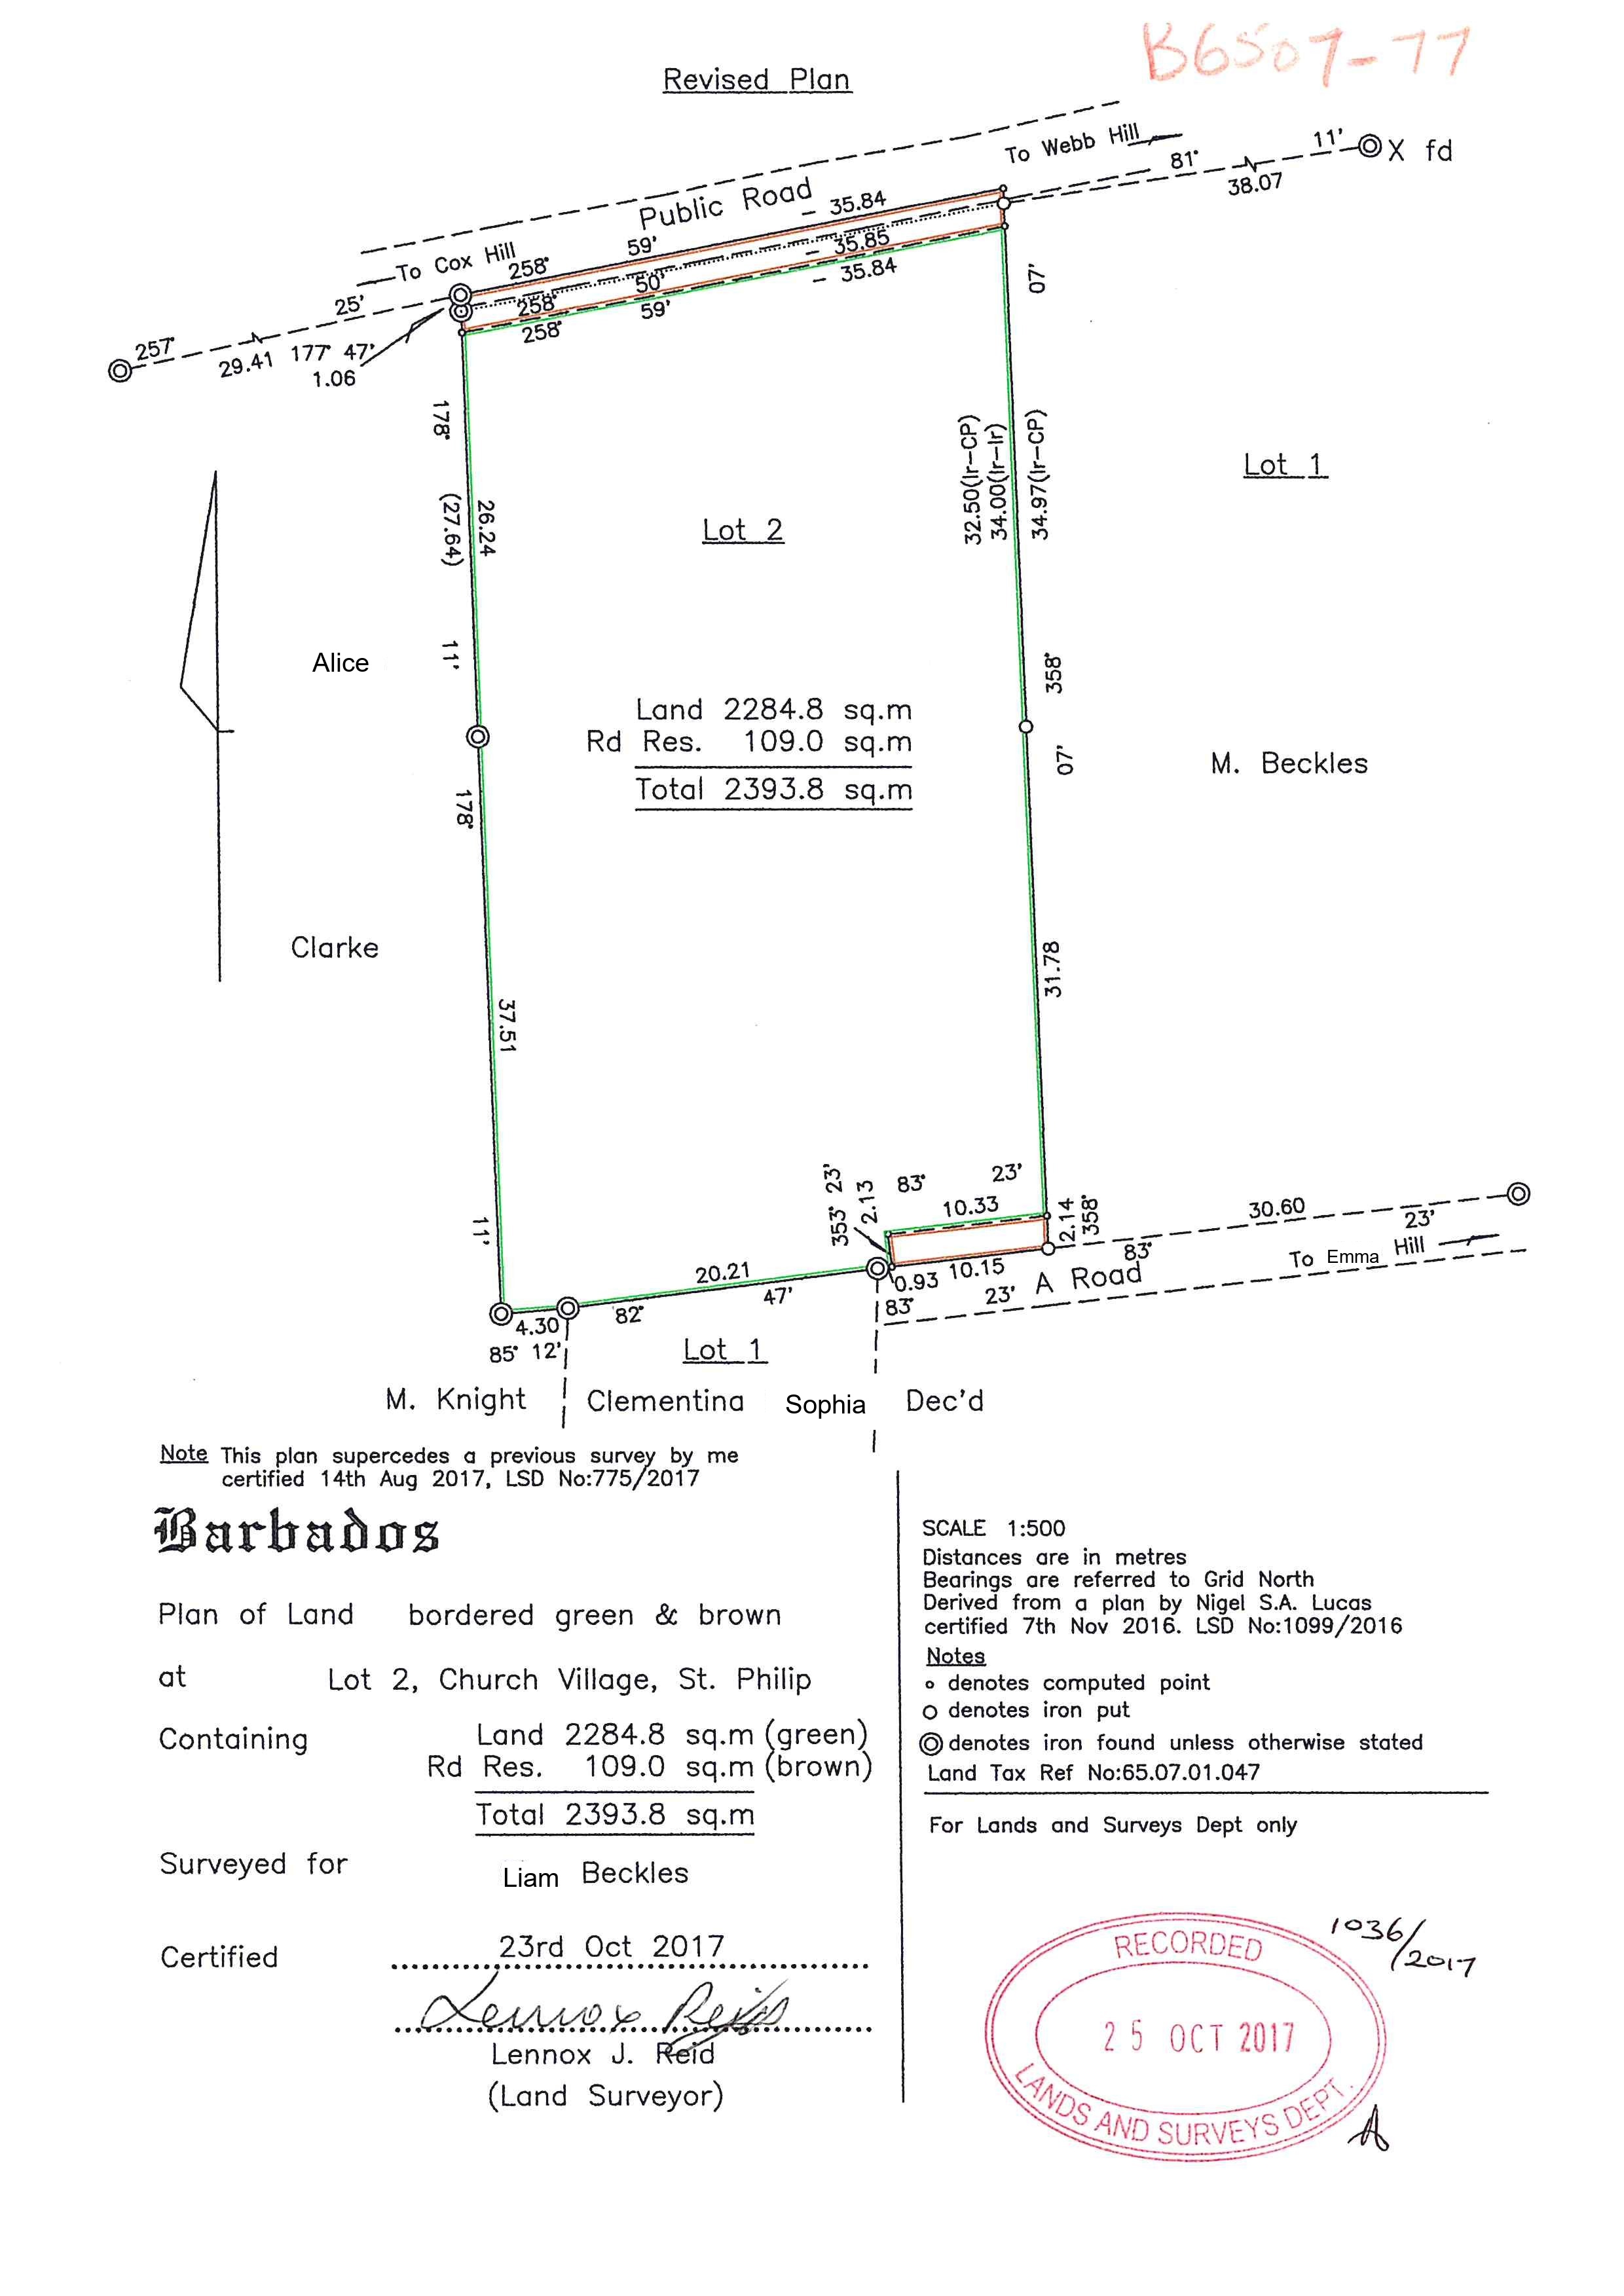 B6507-77
Revised Plan
To Webb Hill
11'
X fd
81°
38.07
Public Road
– 35.84
59'
258°
To Cox Hill
– 35.85
50'
258°
– 35.84
59'
258°
25'
257°
29.41
177° 47'
1.06
07'
178°
(27.64)
26.24
11'
32.50(Ir–CP)
34.00(Ir–Ir)
34.97(Ir–CP)
Lot 1
Lot 2
Alice
358°
Land 2284.8 sq.m
Rd Res. 109.0 sq.m
Total 2393.8 sq.m
07'
M. Beckles
178°
Clarke
31.78
37.51
353° 23'
2.13
83° 23'
10.33
2.14
358°
30.60
23'
83°
11'
To Emma Hill
A Road
20.21
47'
82°
0.93
10.15
83°
23'
4.30
85° 12'
Lot 1
M. Knight
Clementina Sophia Dec'd
Note This plan supercedes a previous survey by me
certified 14th Aug 2017, LSD No:775/2017
Barbados
Plan of Land bordered green & brown
at Lot 2, Church Village, St. Philip
Containing Land 2284.8 sq.m (green)
Rd Res. 109.0 sq.m (brown)
Total 2393.8 sq.m
Surveyed for Liam Beckles
Certified 23rd Oct 2017
Lennox Reid
Lennox J. Reid
(Land Surveyor)
SCALE 1:500
Distances are in metres
Bearings are referred to Grid North
Derived from a plan by Nigel S.A. Lucas
certified 7th Nov 2016. LSD No:1099/2016
Notes
denotes computed point
denotes iron put
denotes iron found unless otherwise stated
Land Tax Ref No:65.07.01.047
For Lands and Surveys Dept only
1036/2017
RECORDED
25 OCT 2017
LANDS AND SURVEYS DEPT.